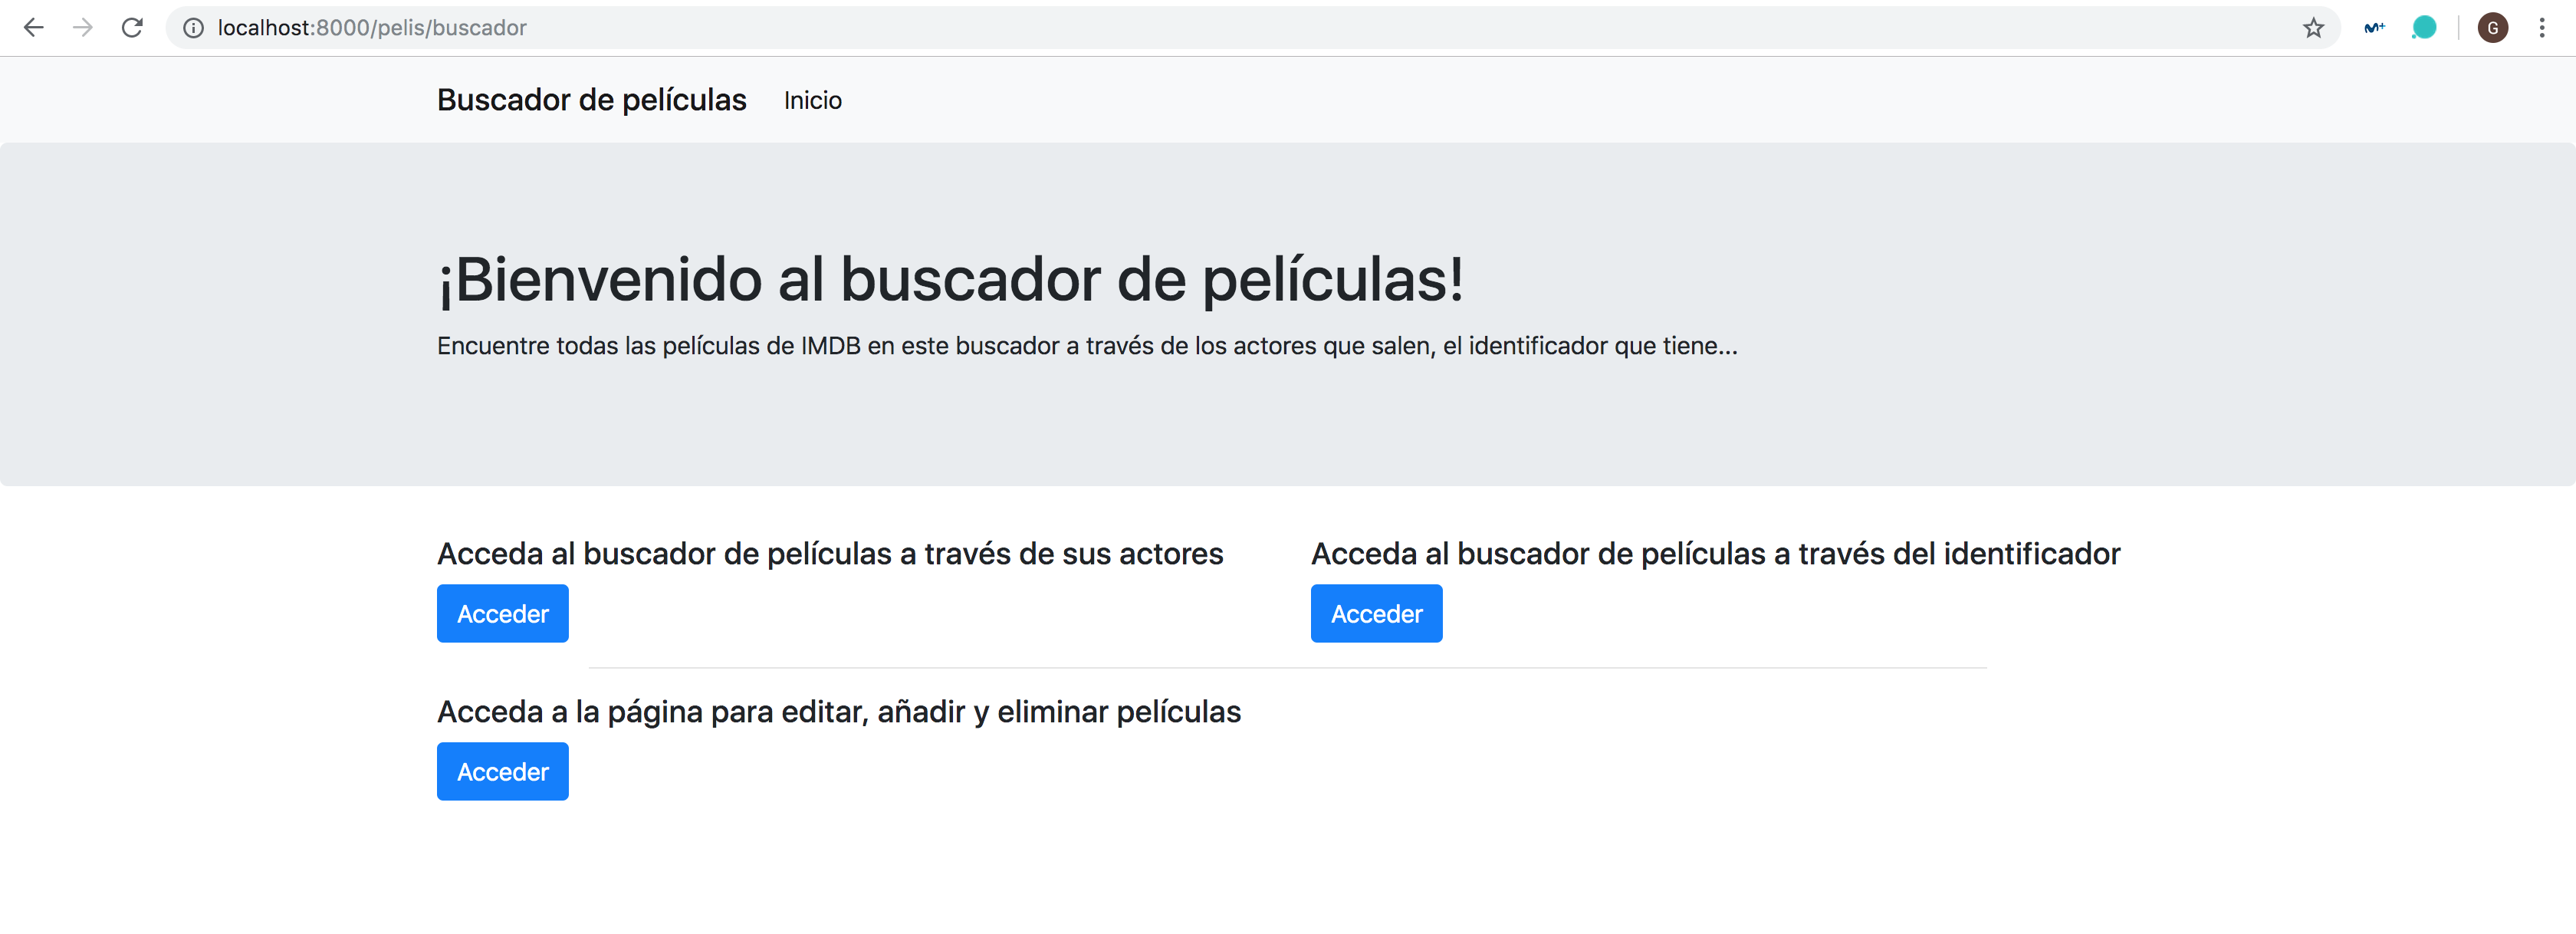 localhost:8000/pelis/buscador
G
Buscador de películas Inicio
¡Bienvenido al buscador de películas!
Encuentre todas las películas de IMDB en este buscador a través de los actores que salen, el identificador que tiene...
Acceda al buscador de películas a través de sus actores
Acceder
Acceda al buscador de películas a través del identificador
Acceder
Acceda a la página para editar, añadir y eliminar películas
Acceder